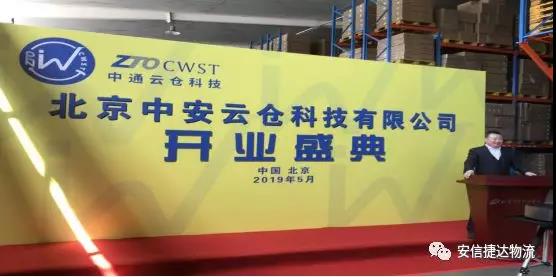 ZTO CWST
中通云仓科技
北京中安云仓科技有限公司
开业盛典
中国 北京
2019年5月
安信捷达物流